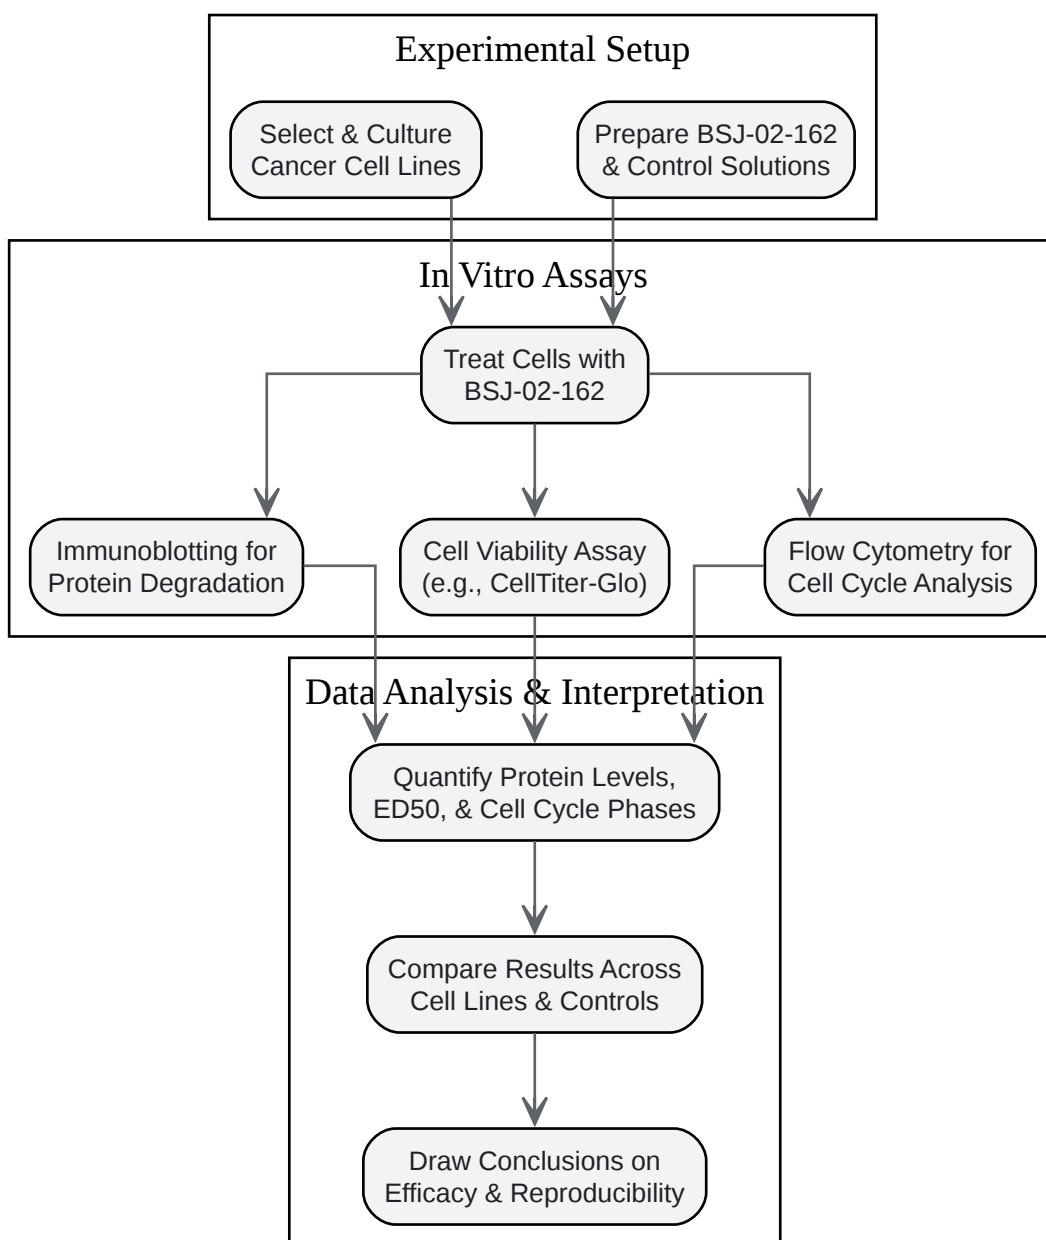 Experimental Setup
Select & Culture
Cancer Cell Lines
Prepare BSJ-02-162
& Control Solutions
In Vitro Assays
Treat Cells with
BSJ-02-162
Immunoblotting for
Protein Degradation
Cell Viability Assay
(e.g., CellTiter-Glo)
Flow Cytometry for
Cell Cycle Analysis
Data Analysis & Interpretation
Quantify Protein Levels,
ED50, & Cell Cycle Phases
Compare Results Across
Cell Lines & Controls
Draw Conclusions on
Efficacy & Reproducibility